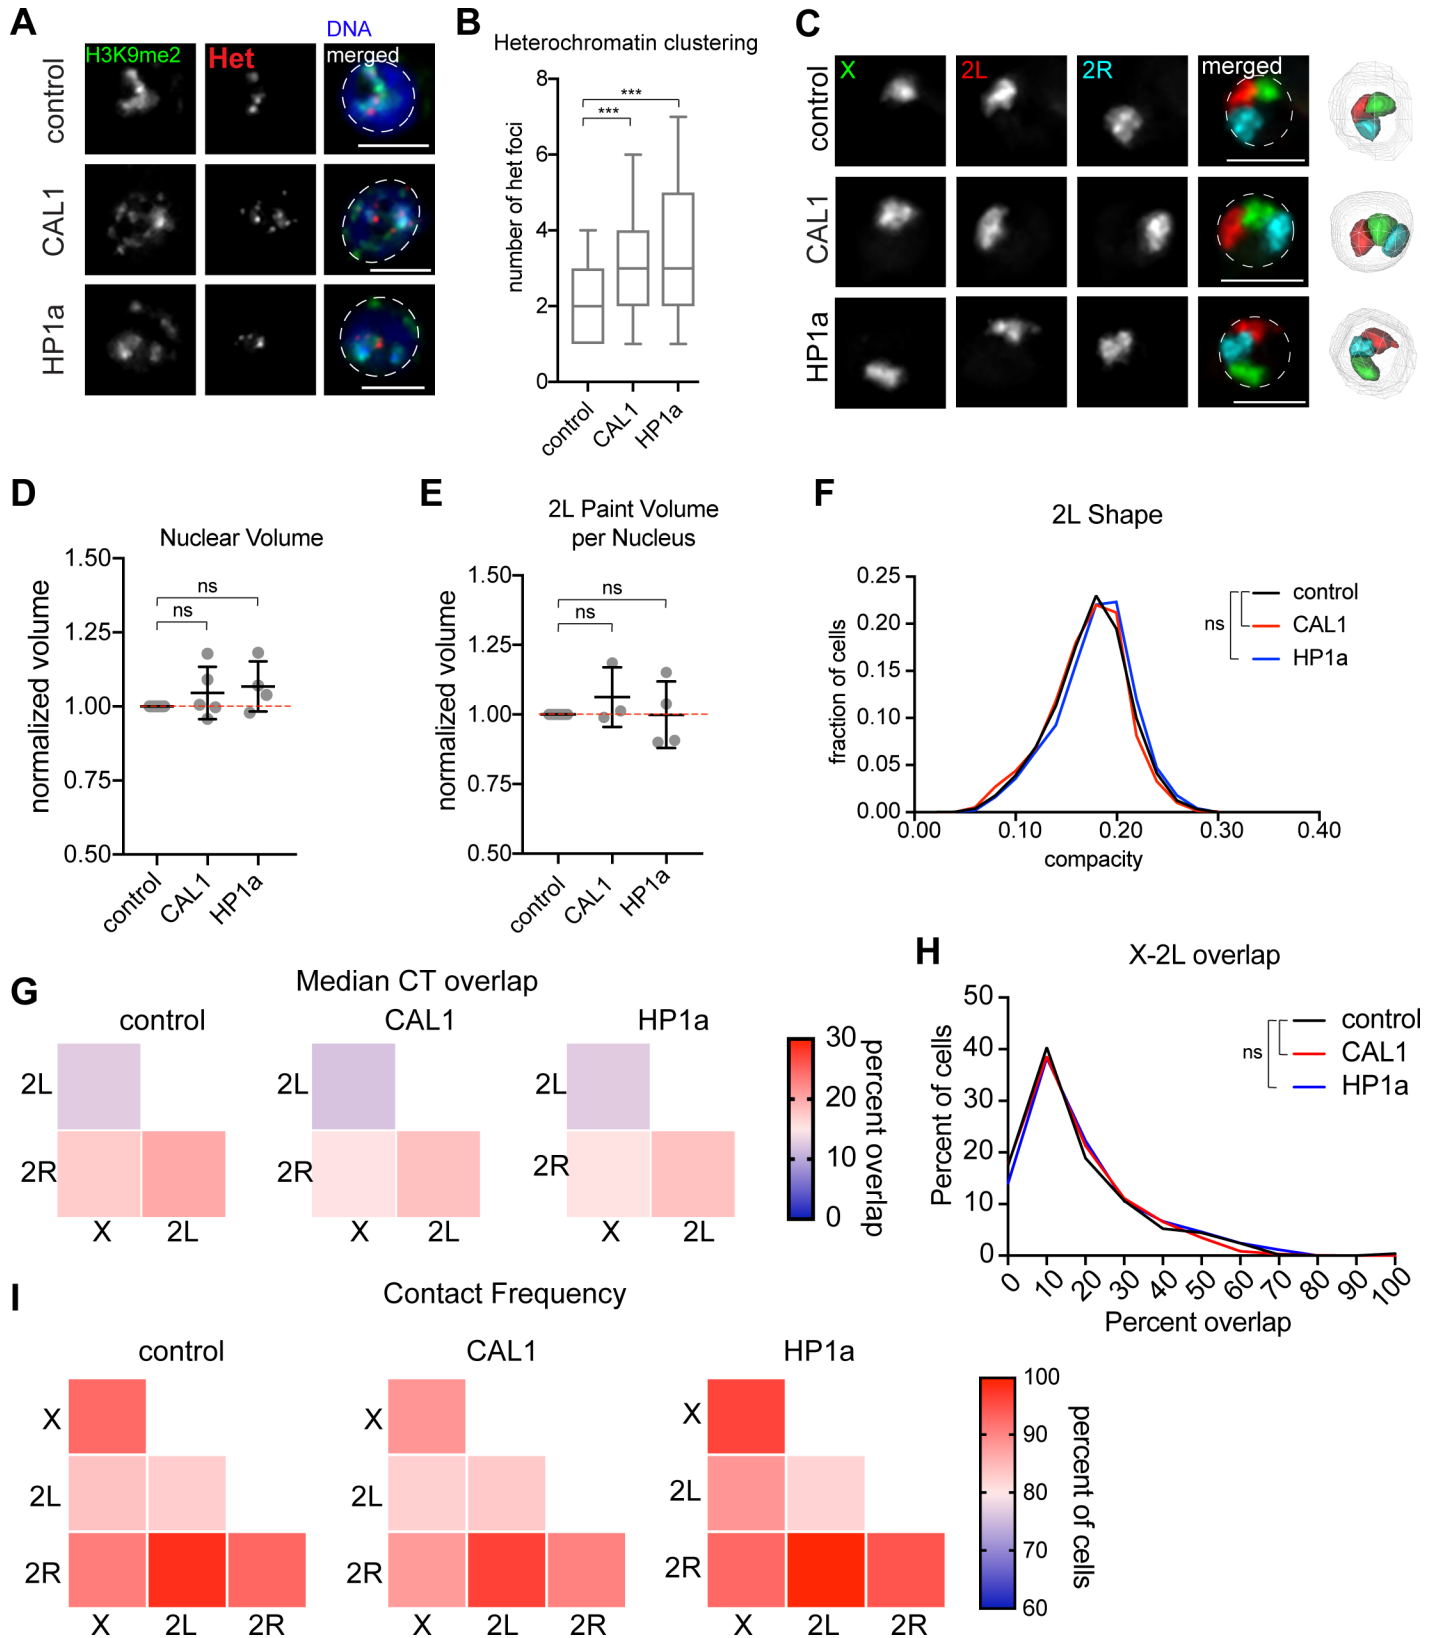 A
H3K9me2
Het
DNA
merged
control
CAL1
HP1a
B
Heterochromatin clustering
number of het foci
8
6
4
2
0
***
***
control
CAL1
HP1a
C
X
2L
2R
merged
control
CAL1
HP1a
D
Nuclear Volume
normalized volume
1.50
1.25
1.00
0.75
0.50
ns
ns
control
CAL1
HP1a
E
2L Paint Volume
per Nucleus
normalized volume
1.50
1.25
1.00
0.75
0.50
ns
ns
control
CAL1
HP1a
F
2L Shape
fraction of cells
0.25
0.20
0.15
0.10
0.05
0.00
0.00 0.10 0.20 0.30 0.40
compacity
ns
control
CAL1
HP1a
G
Median CT overlap
control
CAL1
HP1a
2L
2R
X 2L
2L
2R
X 2L
2L
2R
X 2L
30
20
10
0
percent overlap
H
X-2L overlap
Percent of cells
50
40
30
20
10
0
0 10 20 30 40 50 60 70 80 90 100
Percent overlap
ns
control
CAL1
HP1a
I
Contact Frequency
control
CAL1
HP1a
X
2L
2R
X 2L 2R
X
2L
2R
X 2L 2R
X
2L
2R
X 2L 2R
100
90
80
70
60
percent of cells